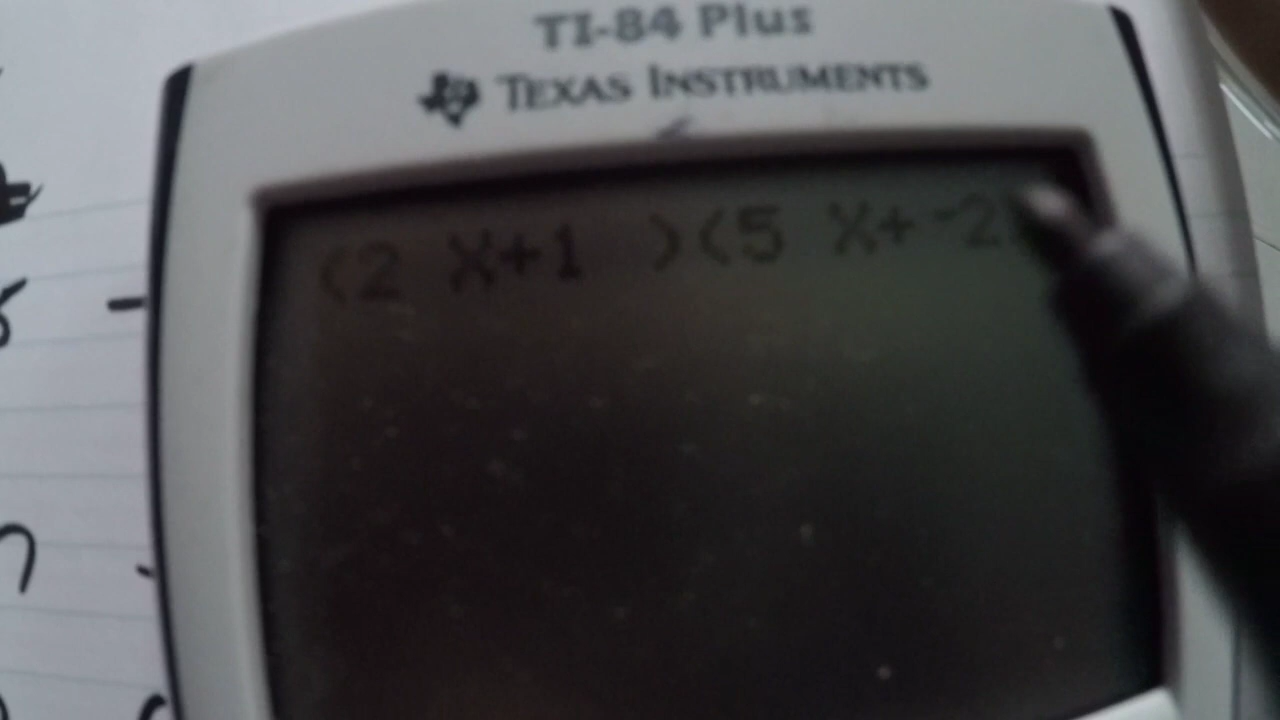 TI-84 Plus
TEXAS INSTRUMENTS
(2 X+1 )(5 X+-2)